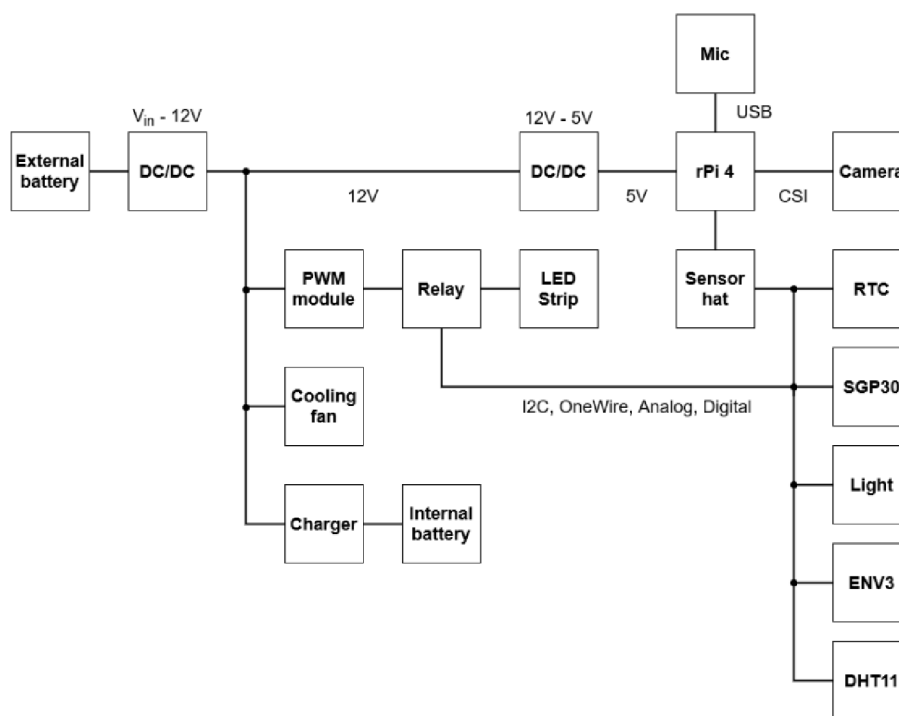 Mic
V_in - 12V
12V - 5V
USB
External
battery
DC/DC
DC/DC
rPi 4
Camera
12V
5V
CSI
PWM
module
Relay
LED
Strip
Sensor
hat
RTC
Cooling
fan
I2C, OneWire, Analog, Digital
SGP30
Charger
Internal
battery
Light
ENV3
DHT11